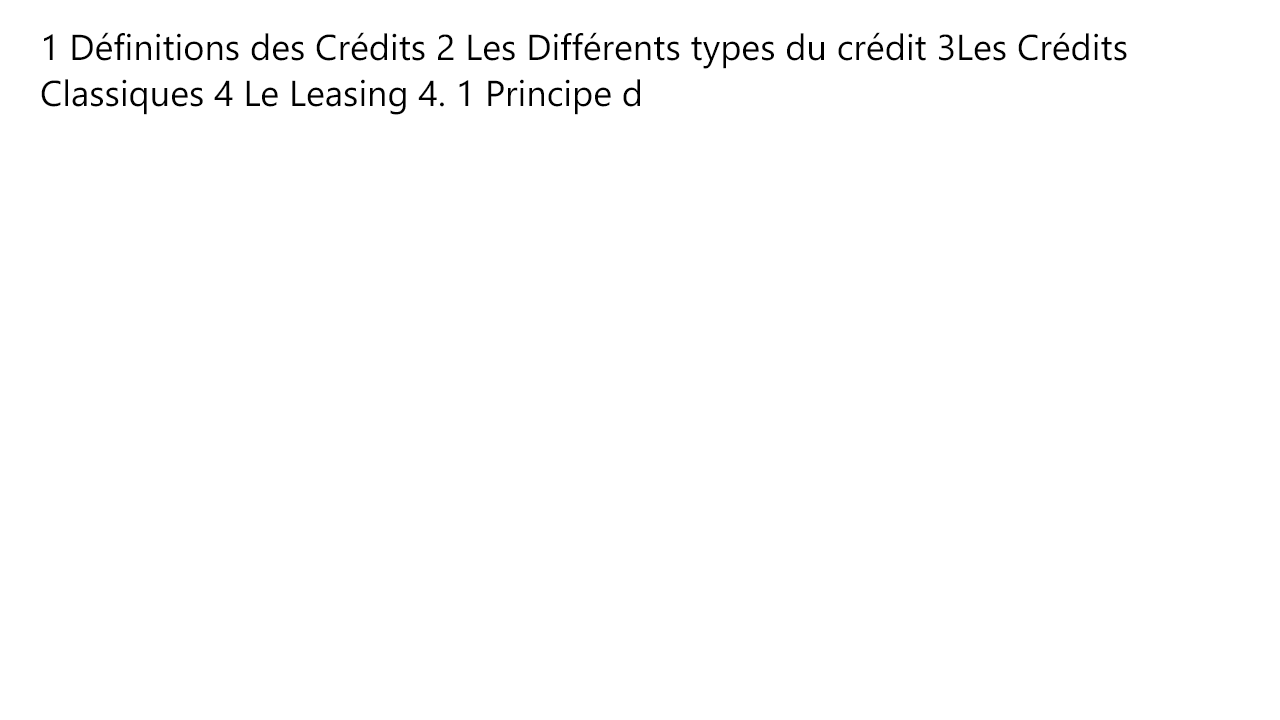 1 Définitions des Crédits 2 Les Différents types du crédit 3Les Crédits
Classiques 4 Le Leasing 4. 1 Principe d